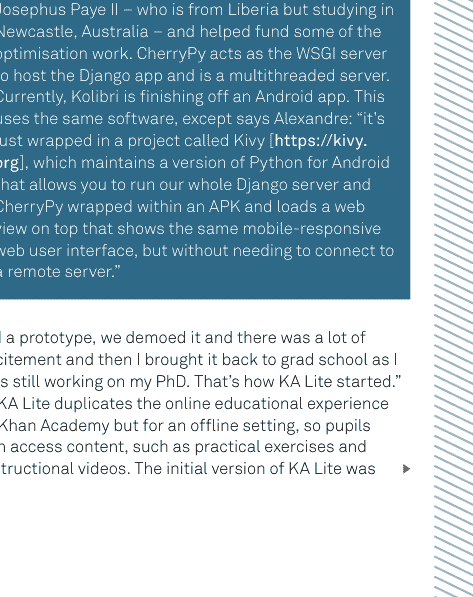 Josephus Paye II – who is from Liberia but studying in
Newcastle, Australia – and helped fund some of the
optimisation work. CherryPy acts as the WSGI server
to host the Django app and is a multithreaded server.
Currently, Kolibri is finishing off an Android app. This
uses the same software, except says Alexandre: “it’s
just wrapped in a project called Kivy [https://kivy.
org], which maintains a version of Python for Android
that allows you to run our whole Django server and
CherryPy wrapped within an APK and loads a web
view on top that shows the same mobile-responsive
web user interface, but without needing to connect to
a remote server.”
a prototype, we demoed it and there was a lot of
citement and then I brought it back to grad school as I
s still working on my PhD. That’s how KA Lite started.”
KA Lite duplicates the online educational experience
Khan Academy but for an offline setting, so pupils
n access content, such as practical exercises and
tructional videos. The initial version of KA Lite was